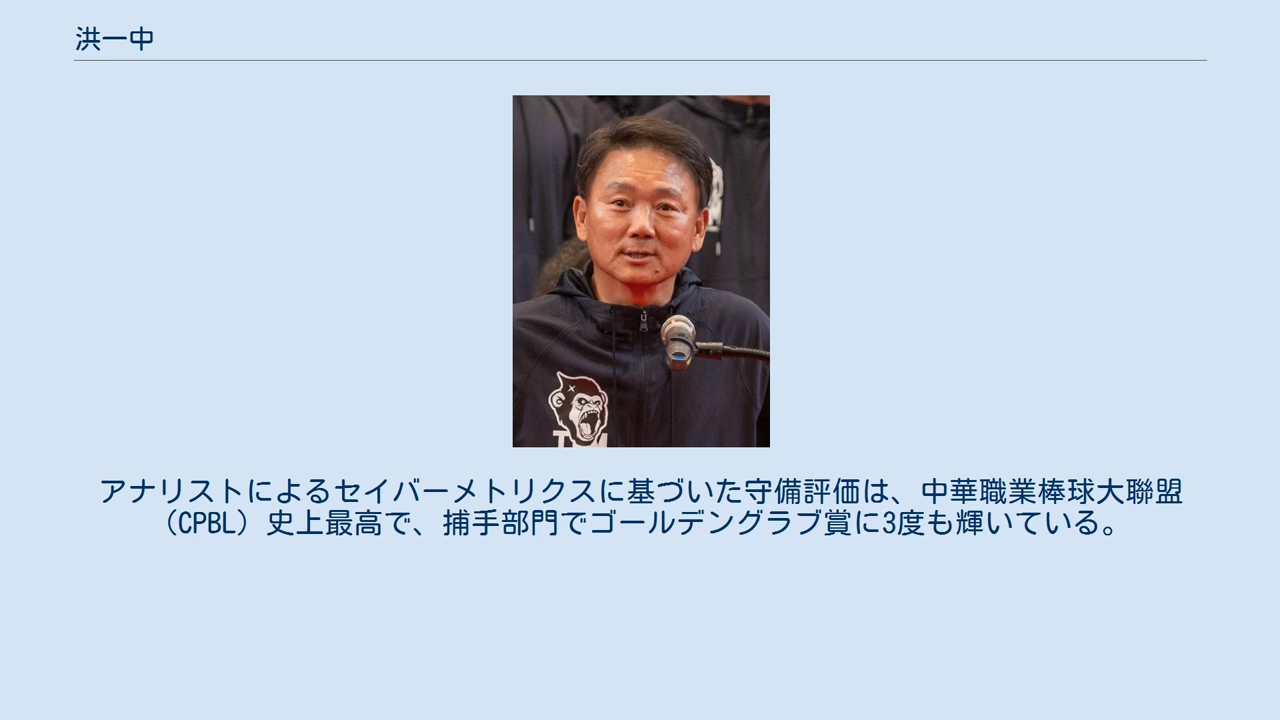 洪一中
アナリストによるセイバーメトリクスに基づいた守備評価は、中華職業棒球大聯盟
（CPBL）史上最高で、捕手部門でゴールデングラブ賞に3度も輝いている。